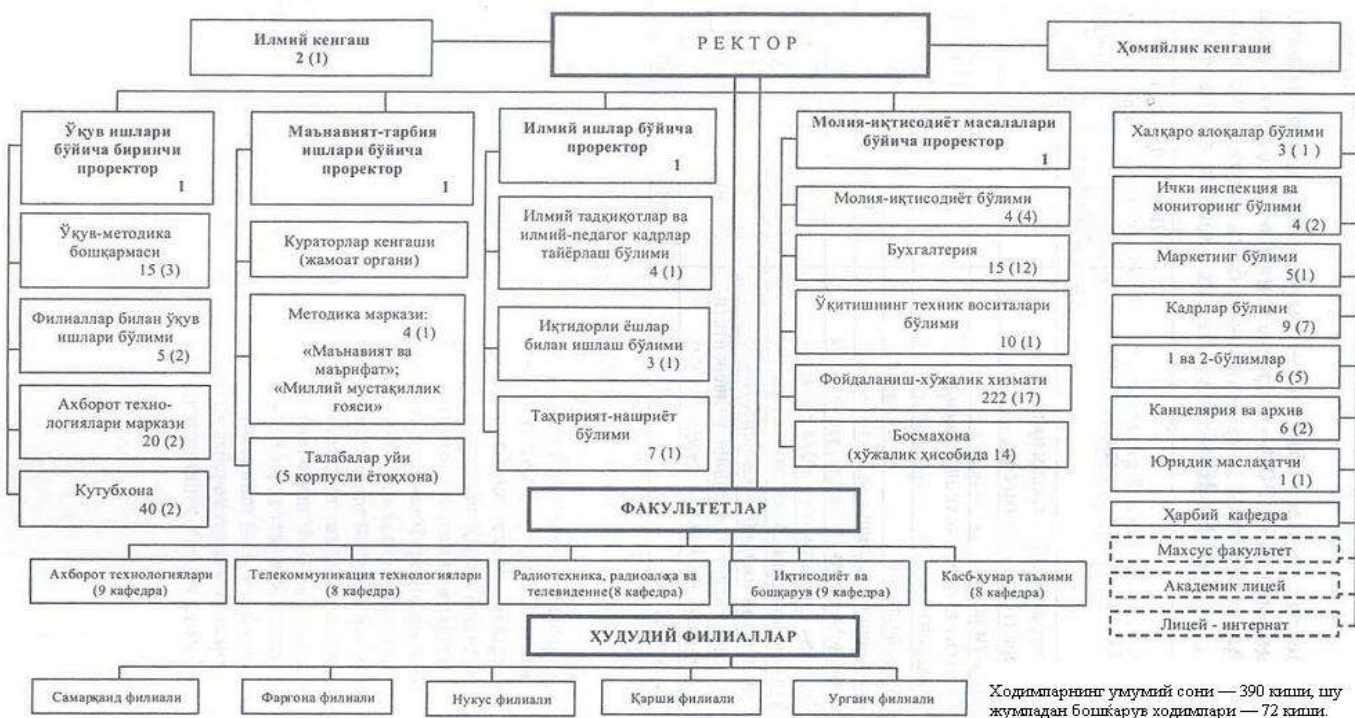 Илмий кенгаш
2 (1)
РЕКТОР
Ҳомийлик кенгаши
Ўқув ишлари
бўйича биринчи
проректор
1
Ўқув-методика
бошқармаси
15 (3)
Филиаллар билан ўқув
ишлари бўлими
5 (2)
Ахборот техно-
логиялари маркази
20 (2)
Кутубхона
40 (2)
Маънавият-тарбия
ишлари бўйича
проректор
1
Кураторлар кенгаши
(жамоат органи)
Методика маркази:
4 (1)
«Маънавият ва
маърифат»;
«Миллий мустақиллик
ғояси»
Талабалар уйи
(5 корпусли ётоқхона)
Илмий ишлар бўйича
проректор
1
Илмий тадқиқотлар ва
илмий-педагог кадрлар
тайёрлаш бўлими
4 (1)
Иқтидорли ёшлар
билан ишлаш бўлими
3 (1)
Таҳририят-нашриёт
бўлими
7 (1)
Молия-иқтисодиёт масалалари
бўйича проректор
1
Молия-иқтисодиёт бўлими
4 (4)
Бухгалтерия
15 (12)
Ўқитишнинг техник воситалари
бўлими
10 (1)
Фойдаланиш-хўжалик хизмати
222 (17)
Босмахона
(хўжалик ҳисобида 14)
Халқаро алоқалар бўлими
3 ( 1 )
Ички инспекция ва
мониторинг бўлими
4 (2)
Маркетинг бўлими
5(1)
Кадрлар бўлими
9 (7)
1 ва 2-бўлимлар
6 (5)
Канцелярия ва архив
6 (2)
Юридик маслаҳатчи
1 (1)
Ҳарбий кафедра
Махсус факультет
Академик лицей
Лицей - интернат
ФАКУЛЬТЕТЛАР
Ахборот технологиялари
(9 кафедра)
Телекоммуникация технологиялари
(8 кафедра)
Радиотехника, радиоалоқа ва
телевидение(8 кафедра)
Иқтисодиёт ва
бошқарув (9 кафедра)
Касб-ҳунар таълими
(8 кафедра)
ҲУДУДИЙ ФИЛИАЛЛАР
Самарқанд филиали
Фарғона филиали
Нукус филиали
Қарши филиали
Урганч филиали
Ходимларнинг умумий сони — 390 киши, шу
жумладан бошќарув ходимлари — 72 киши.